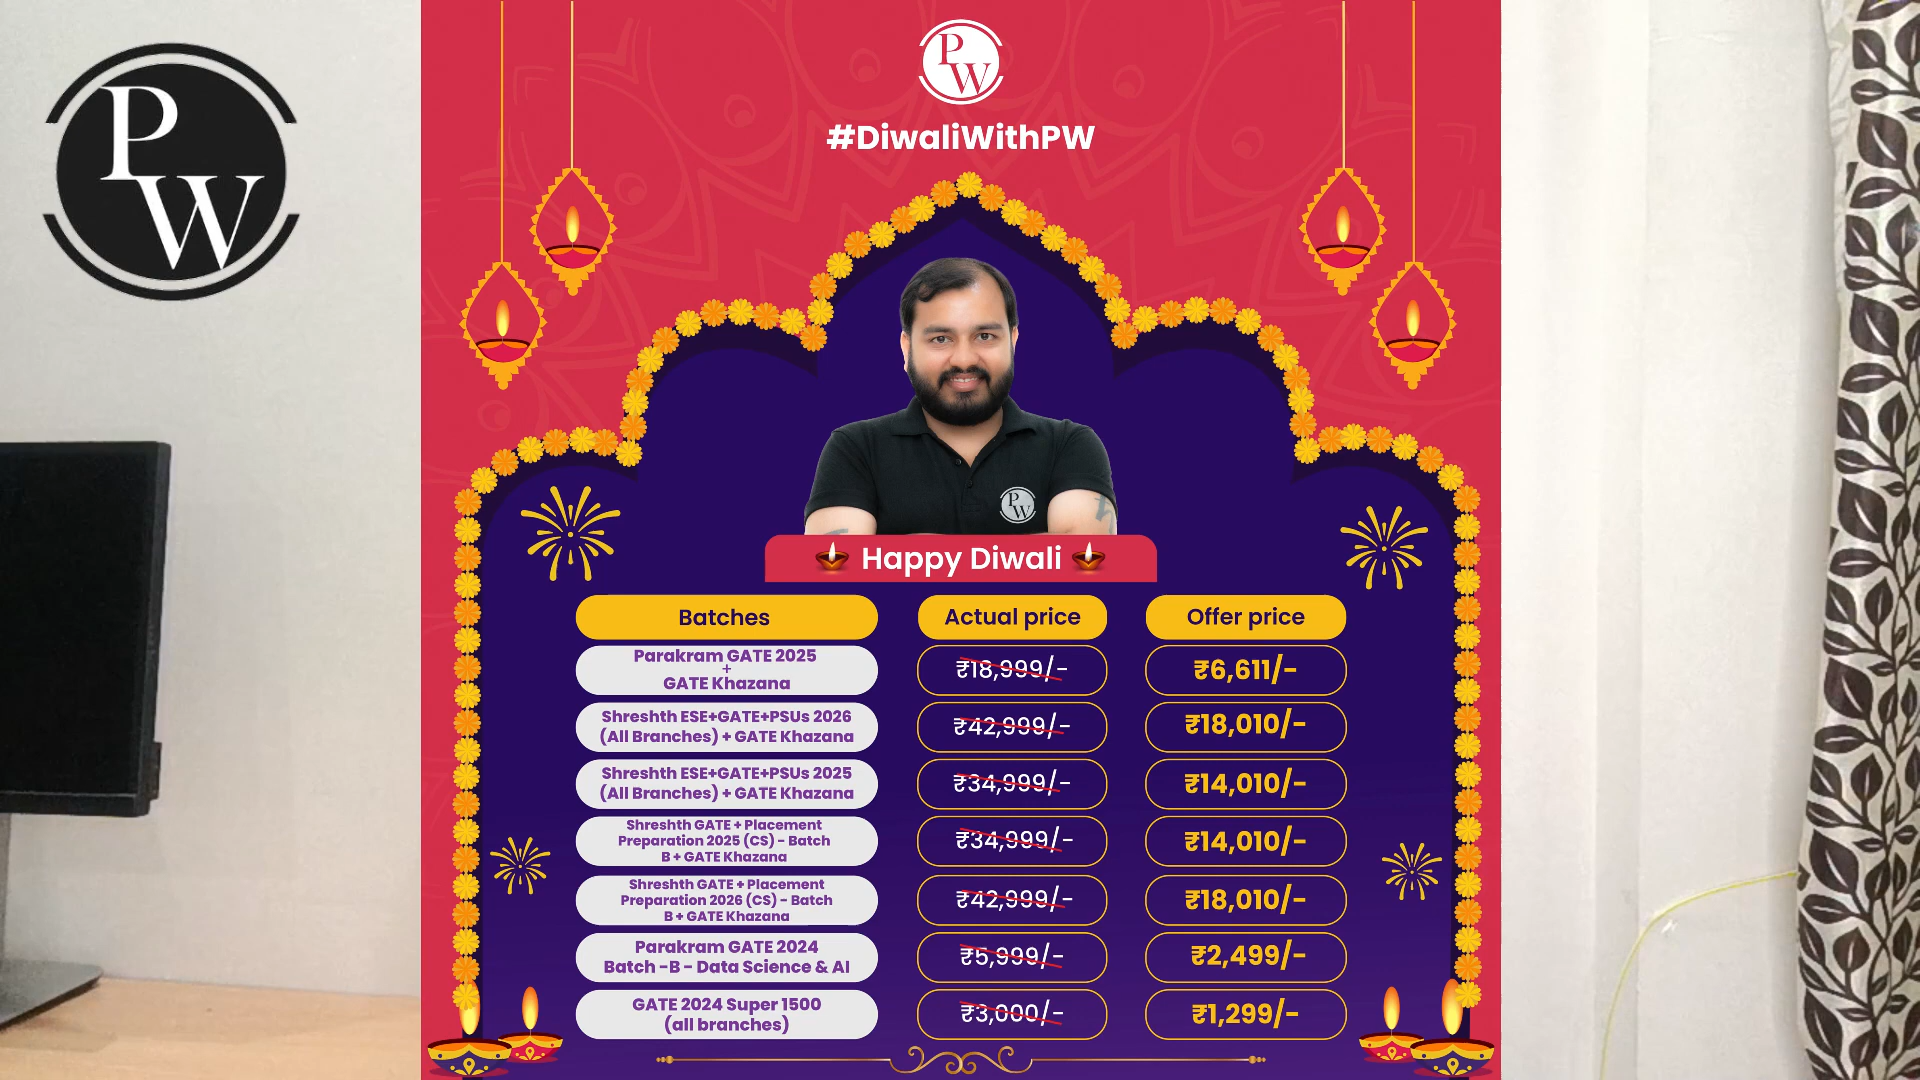 PW
PW
#DiwaliWithPW
PW
Happy Diwali
Batches Actual price Offer price
Parakram GATE 2025
+
GATE Khazana
₹18,999/- ₹6,611/-
Shreshth ESE+GATE+PSUs 2026
(All Branches) + GATE Khazana
₹42,999/- ₹18,010/-
Shreshth ESE+GATE+PSUs 2025
(All Branches) + GATE Khazana
₹34,999/- ₹14,010/-
Shreshth GATE + Placement
Preparation 2025 (CS) - Batch
B + GATE Khazana
₹34,999/- ₹14,010/-
Shreshth GATE + Placement
Preparation 2026 (CS) - Batch
B + GATE Khazana
₹42,999/- ₹18,010/-
Parakram GATE 2024
Batch -B - Data Science & AI
₹5,999/- ₹2,499/-
GATE 2024 Super 1500
(all branches)
₹3,000/- ₹1,299/-